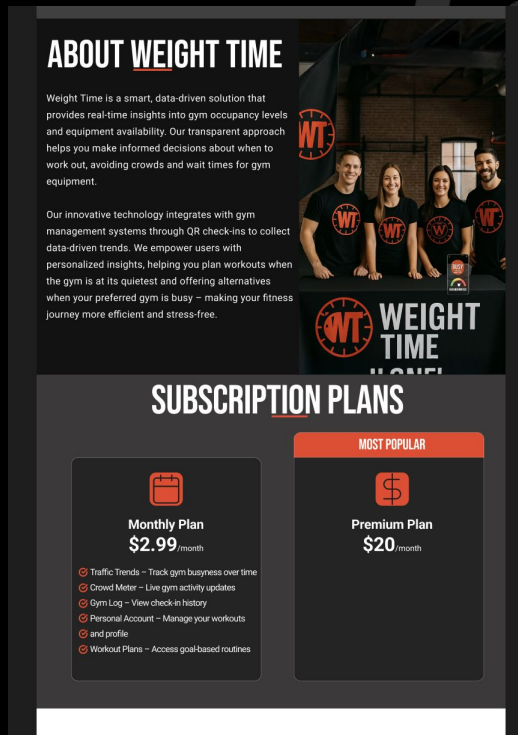 ABOUT WEIGHT TIME
Weight Time is a smart, data-driven solution that
provides real-time insights into gym occupancy levels
and equipment availability. Our transparent approach
helps you make informed decisions about when to
work out, avoiding crowds and wait times for gym
equipment.
Our innovative technology integrates with gym
management systems through QR check-ins to collect
data-driven trends. We empower users with
personalized insights, helping you plan workouts when
the gym is at its quietest and offering alternatives
when your preferred gym is busy – making your fitness
journey more efficient and stress-free.
WT
WT
WT
W
WT
BUSY
WT
WEIGHT
TIME
SUBSCRIPTION PLANS
MOST POPULAR
Monthly Plan
$2.99/month
Traffic Trends – Track gym busyness over time
Crowd Meter – Live gym activity updates
Gym Log – View check-in history
Personal Account – Manage your workouts
and profile
Workout Plans – Access goal-based routines
$
Premium Plan
$20/month